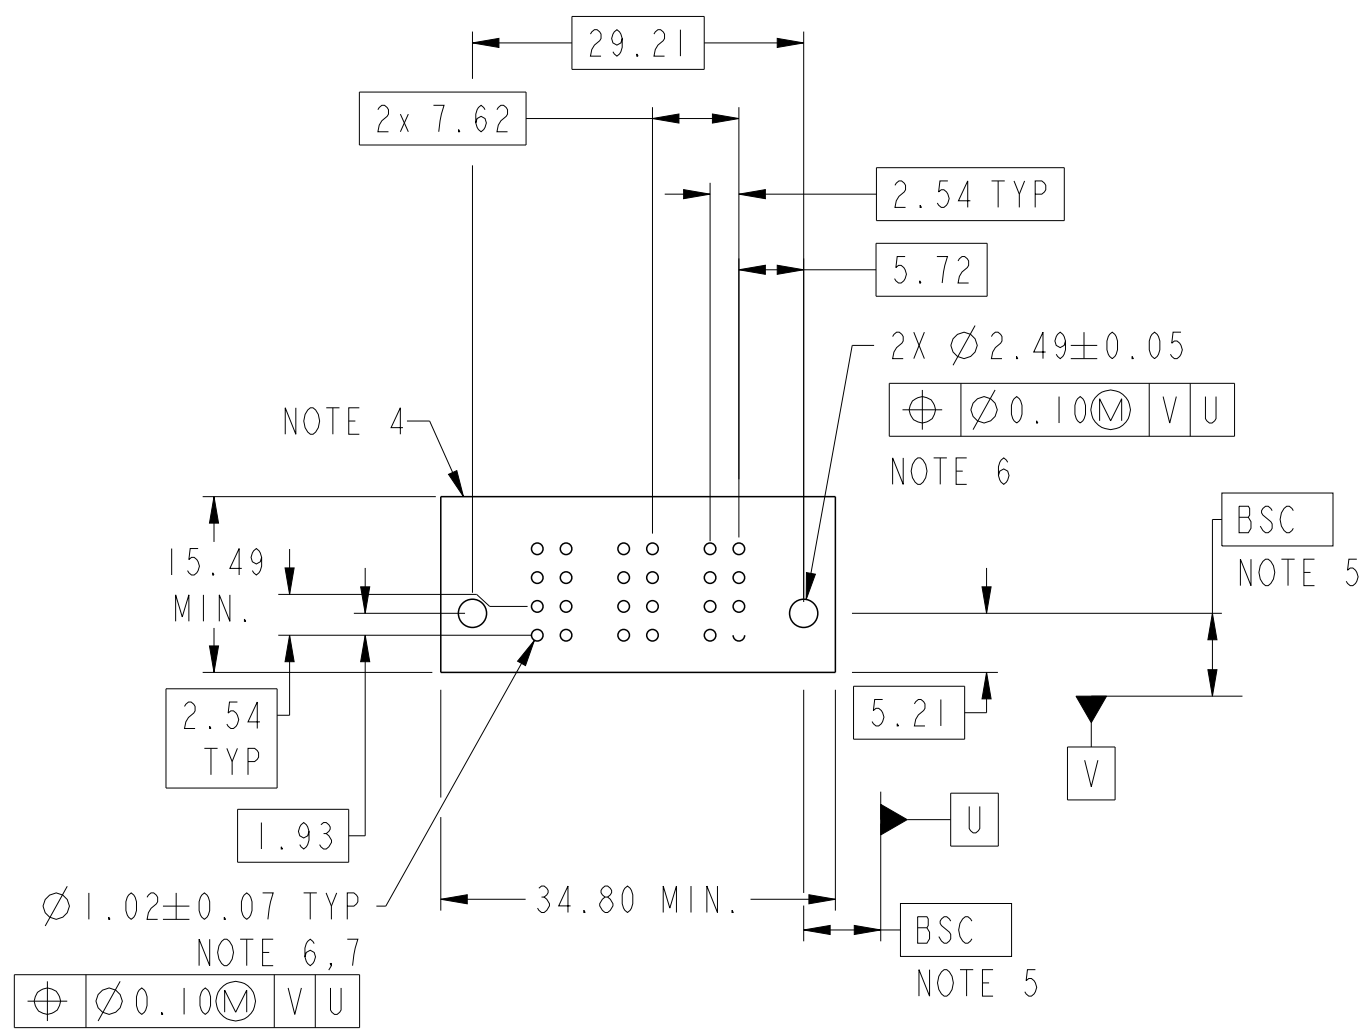 29.21
2x 7.62
2.54 TYP
5.72
2X ⌀2.49±0.05
⌖ ⌀0.10Ⓜ V U
NOTE 6
NOTE 4
BSC
NOTE 5
15.49
MIN.
2.54
TYP
5.21
V
1.93
U
⌀1.02±0.07 TYP
34.80 MIN.
NOTE 6,7
BSC
NOTE 5
⌖ ⌀0.10Ⓜ V U